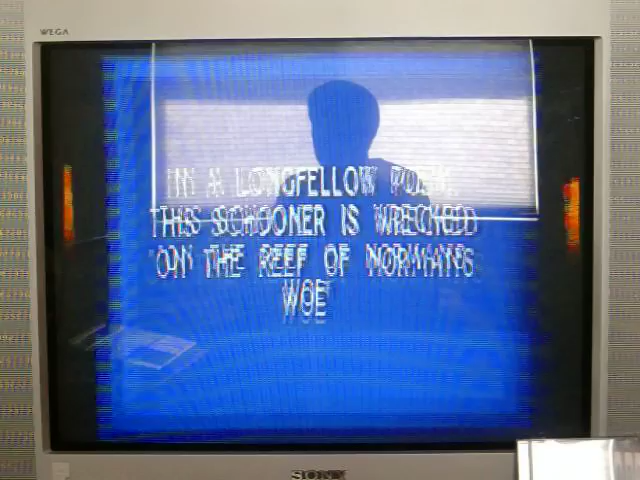 WEGA
IN A LONGFELLOW POEM,
THIS SCHOONER IS WRECKED
ON THE REEF OF NORMAN'S
WOE
SONY